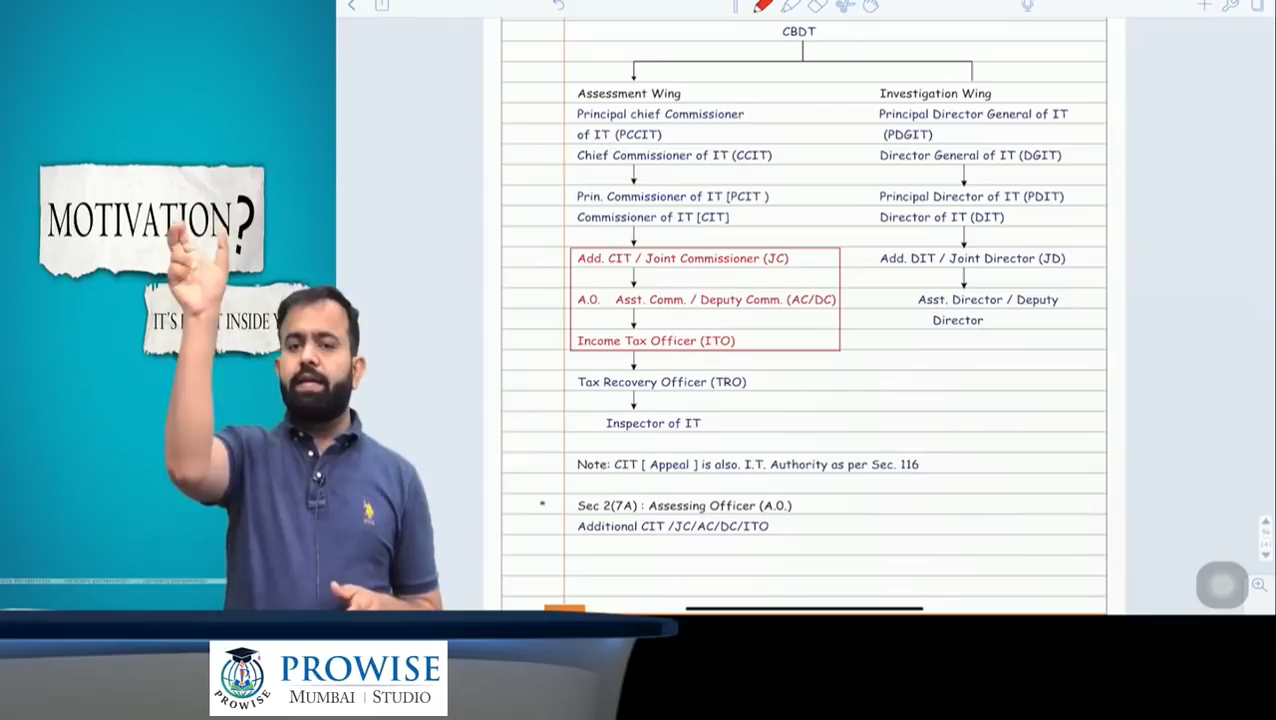 MOTIVATION?
IT'S
INSIDE
CBDT
Assessment Wing
Principal chief Commissioner
of IT (PCCIT)
Chief Commissioner of IT (CCIT)
Prin. Commissioner of IT [PCIT )
Commissioner of IT [CIT]
Add. CIT / Joint Commissioner (JC)
A.O. Asst. Comm. / Deputy Comm. (AC/DC)
Income Tax Officer (ITO)
Tax Recovery Officer (TRO)
Inspector of IT
Investigation Wing
Principal Director General of IT
(PDGIT)
Director General of IT (DGIT)
Principal Director of IT (PDIT)
Director of IT (DIT)
Add. DIT / Joint Director (JD)
Asst. Director / Deputy
Director
Note: CIT [ Appeal ] is also. I.T. Authority as per Sec. 116
* Sec 2(7A) : Assessing Officer (A.O.)
Additional CIT /JC/AC/DC/ITO
PROWISE
PROWISE
MUMBAI | STUDIO